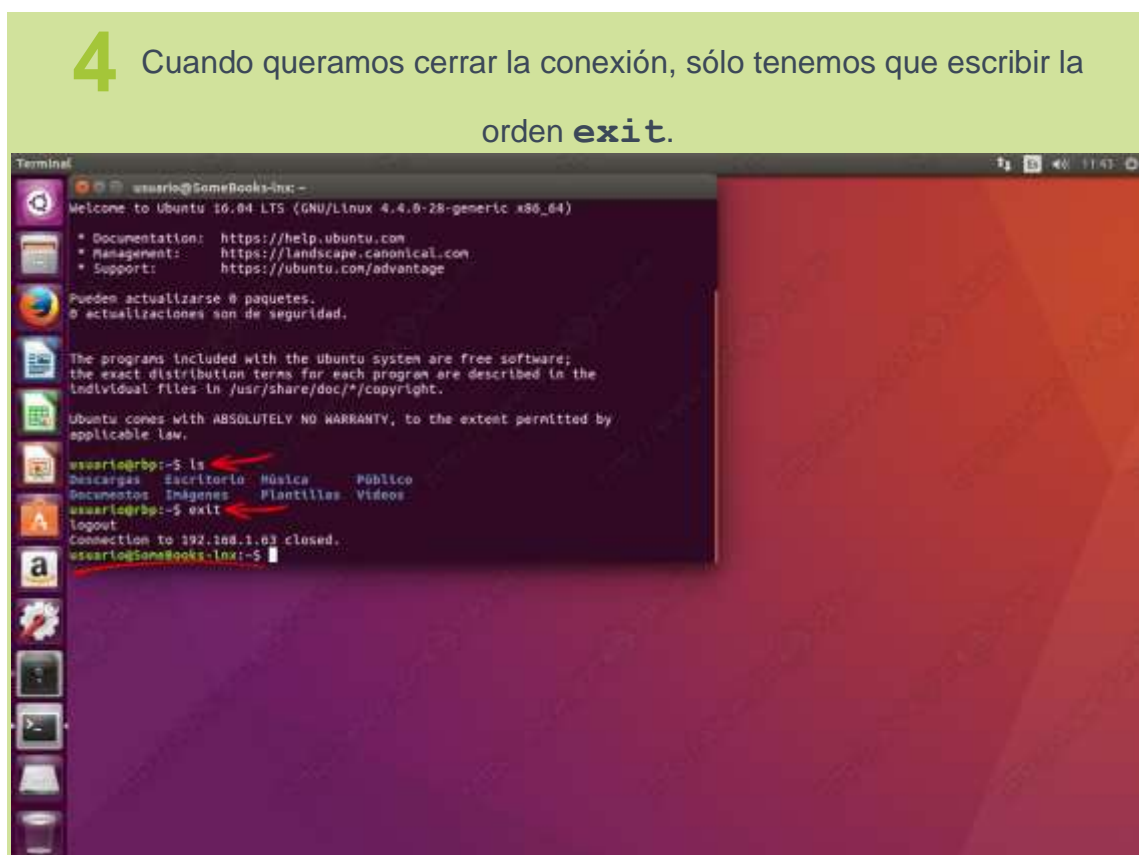 4 Cuando queramos cerrar la conexión, sólo tenemos que escribir la
orden exit.
Terminal
11:43
usuario@SomeBooks-lnx: ~
Welcome to Ubuntu 16.04 LTS (GNU/Linux 4.4.0-28-generic x86_64)
* Documentation: https://help.ubuntu.com
* Management: https://landscape.canonical.com
* Support: https://ubuntu.com/advantage
Pueden actualizarse 0 paquetes.
0 actualizaciones son de seguridad.
The programs included with the Ubuntu system are free software;
the exact distribution terms for each program are described in the
individual files in /usr/share/doc/*/copyright.
Ubuntu comes with ABSOLUTELY NO WARRANTY, to the extent permitted by
applicable law.
usuario@rbp:~$ ls
Descargas Escritorio Música Público
Documentos Imágenes Plantillas Vídeos
usuario@rbp:~$ exit
logout
Connection to 192.168.1.63 closed.
usuario@SomeBooks-lnx:~$